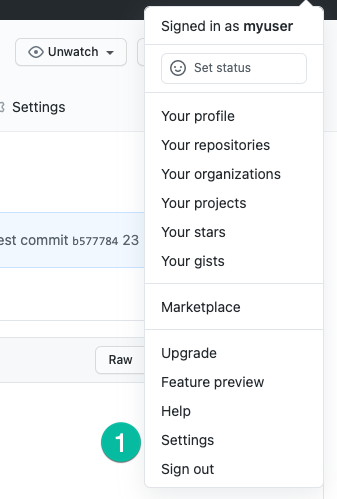 Signed in as myuser
Unwatch
Set status
Settings
Your profile
Your repositories
Your organizations
Your projects
Your stars
est commit b577784 23
Your gists
Marketplace
Upgrade
Raw
Feature preview
Help
1
Settings
Sign out